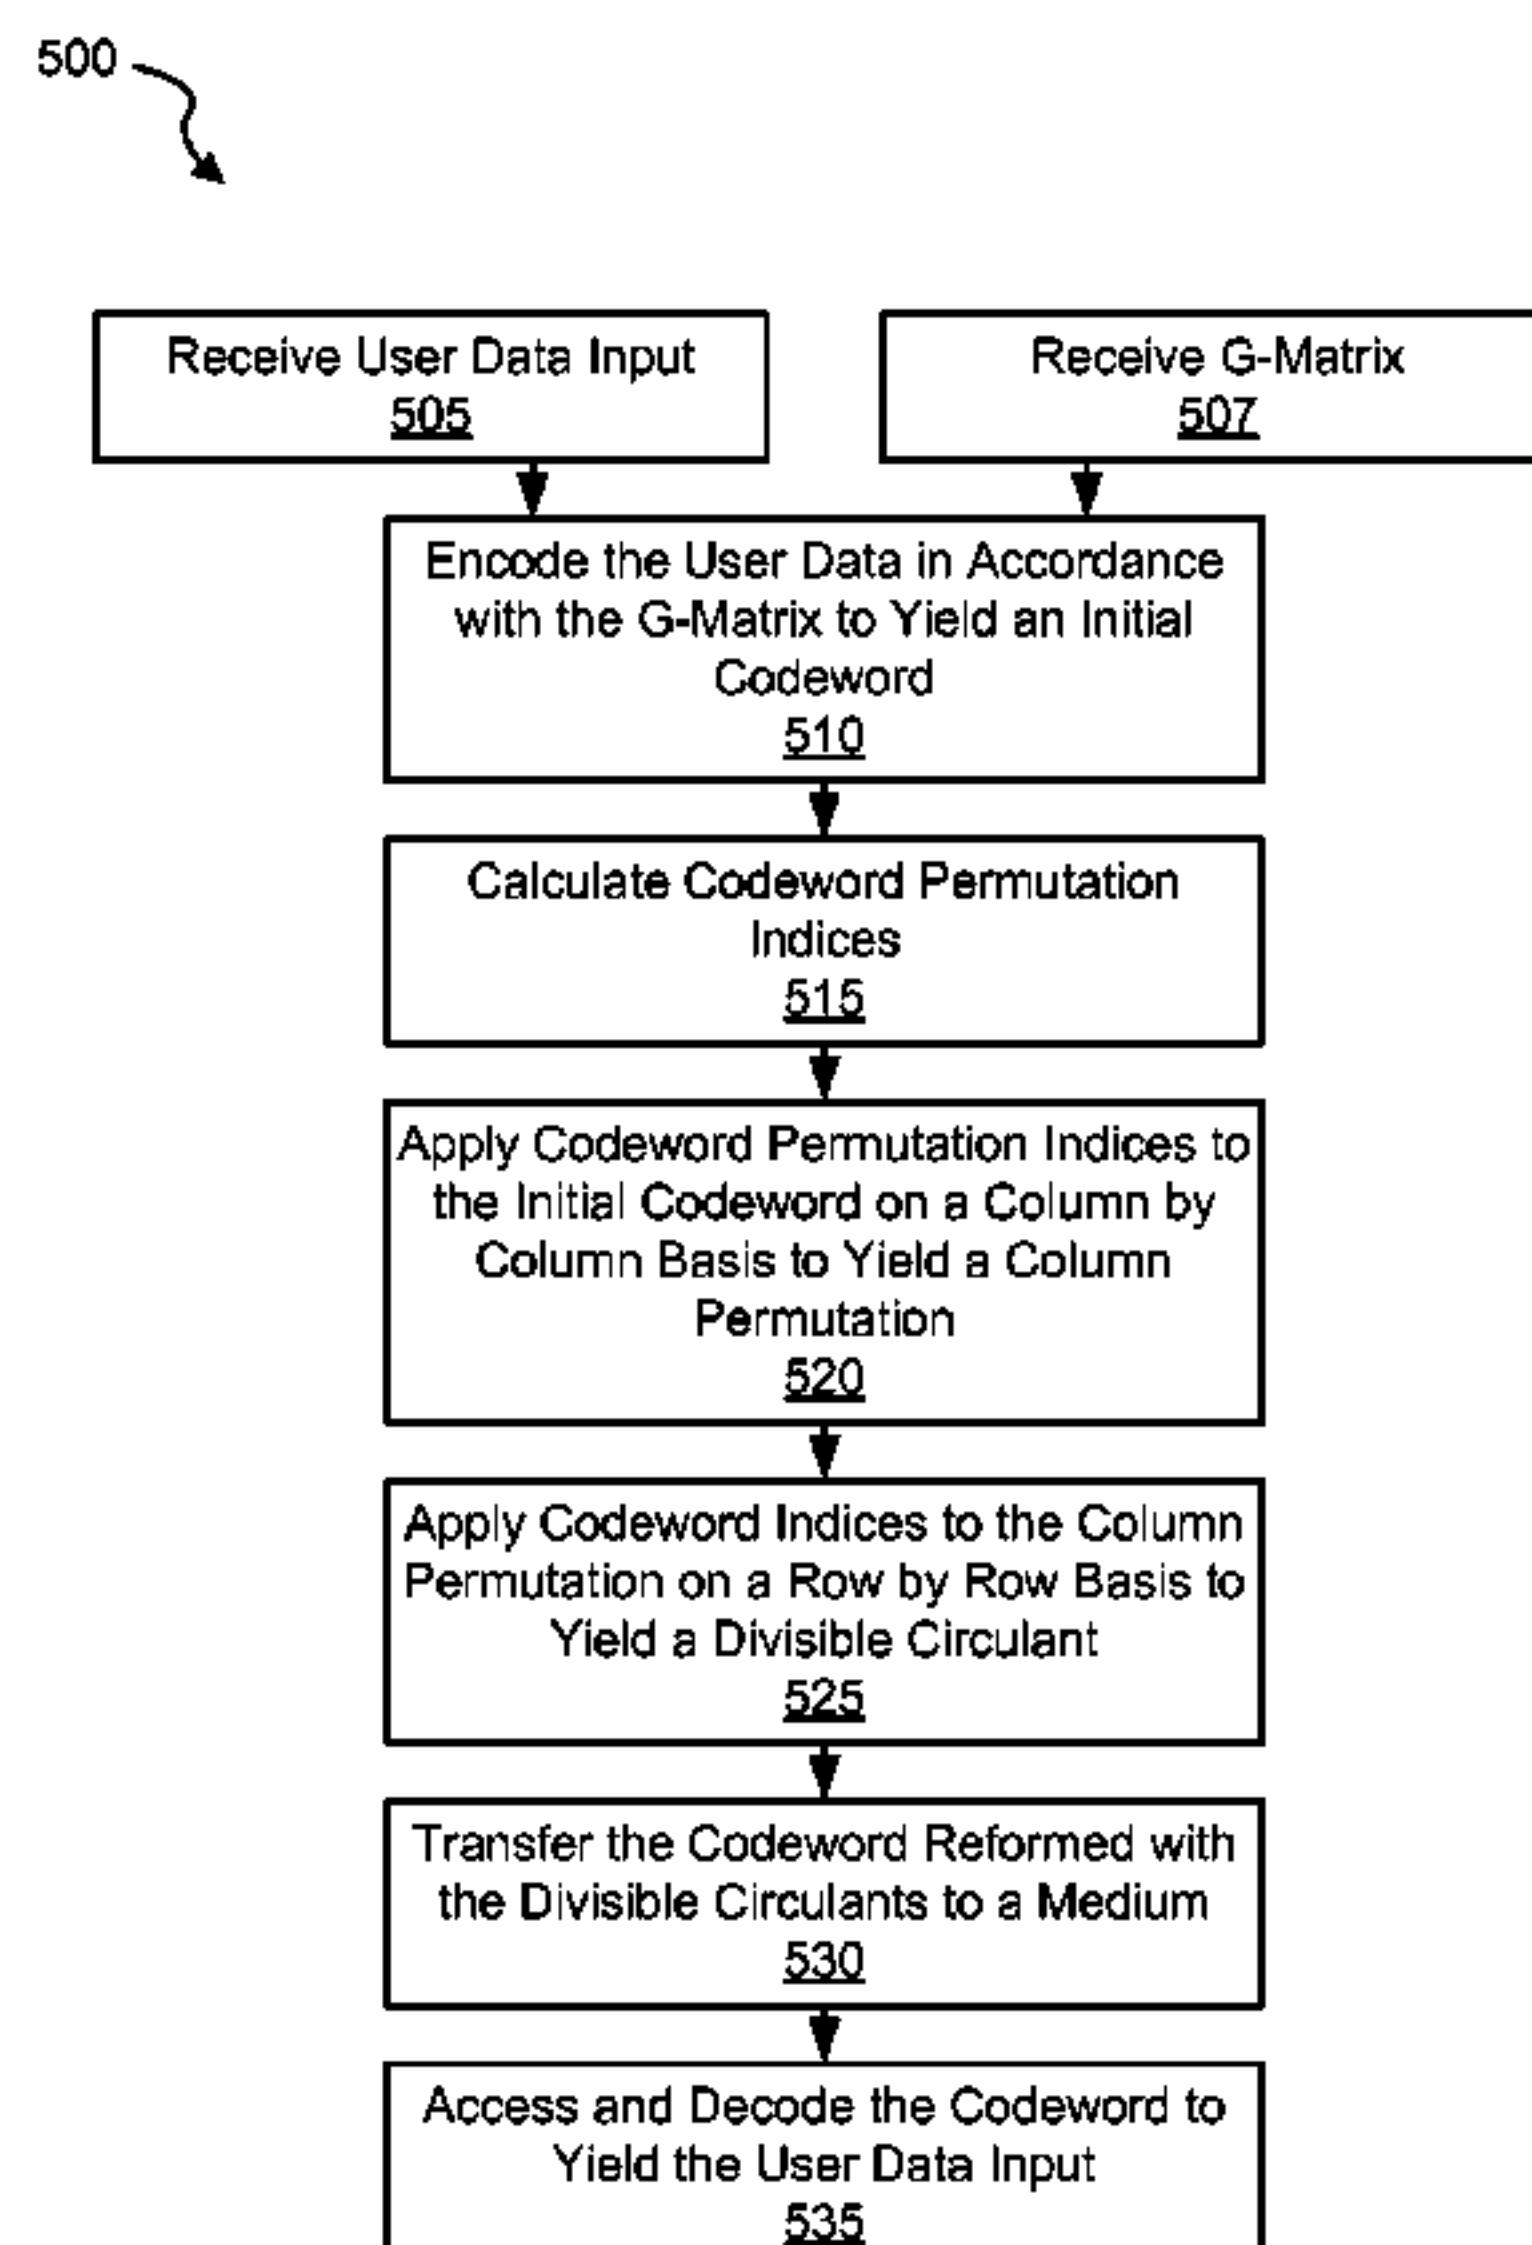 500
Receive User Data Input
505
Receive G-Matrix
507
Encode the User Data in Accordance
with the G-Matrix to Yield an Initial
Codeword
510
Calculate Codeword Permutation
Indices
515
Apply Codeword Permutation Indices to
the Initial Codeword on a Column by
Column Basis to Yield a Column
Permutation
520
Apply Codeword Indices to the Column
Permutation on a Row by Row Basis to
Yield a Divisible Circulant
525
Transfer the Codeword Reformed with
the Divisible Circulants to a Medium
530
Access and Decode the Codeword to
Yield the User Data Input
535